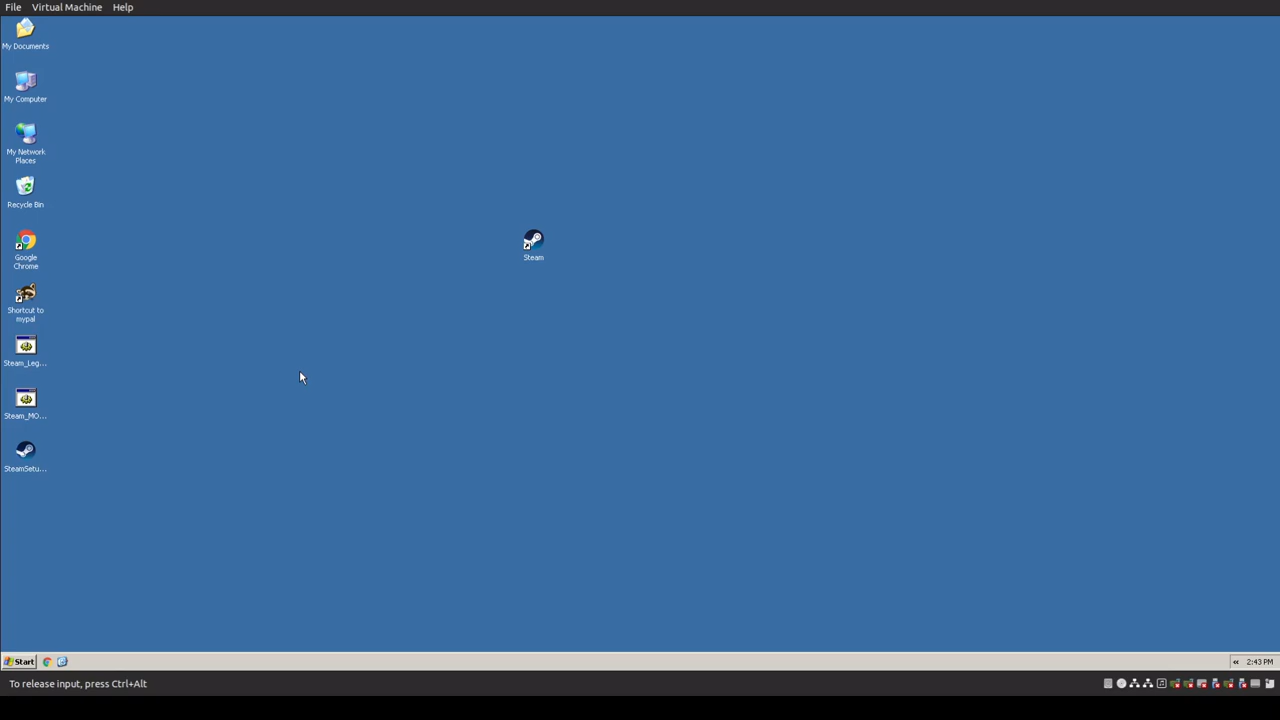 File Virtual Machine Help
My Documents
My Computer
My Network
Places
Recycle Bin
Google
Chrome
Steam
Shortcut to
mypal
Steam_Leg...
Steam_MO...
SteamSetu...
Start
2:43 PM
To release input, press Ctrl+Alt